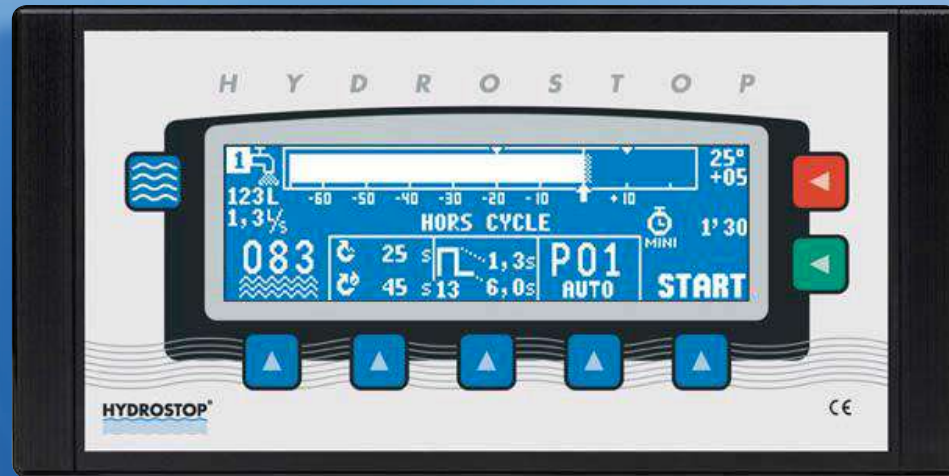 H Y D R O S T O P
1
25°
+05
123L
-60 -50 -40 -30 -20 -10 +10
1,3 l/s
HORS CYCLE
MINI
1'30
083
25 s
1,3s
P01
45 s
13
6,0s
AUTO
START
HYDROSTOP®
CE